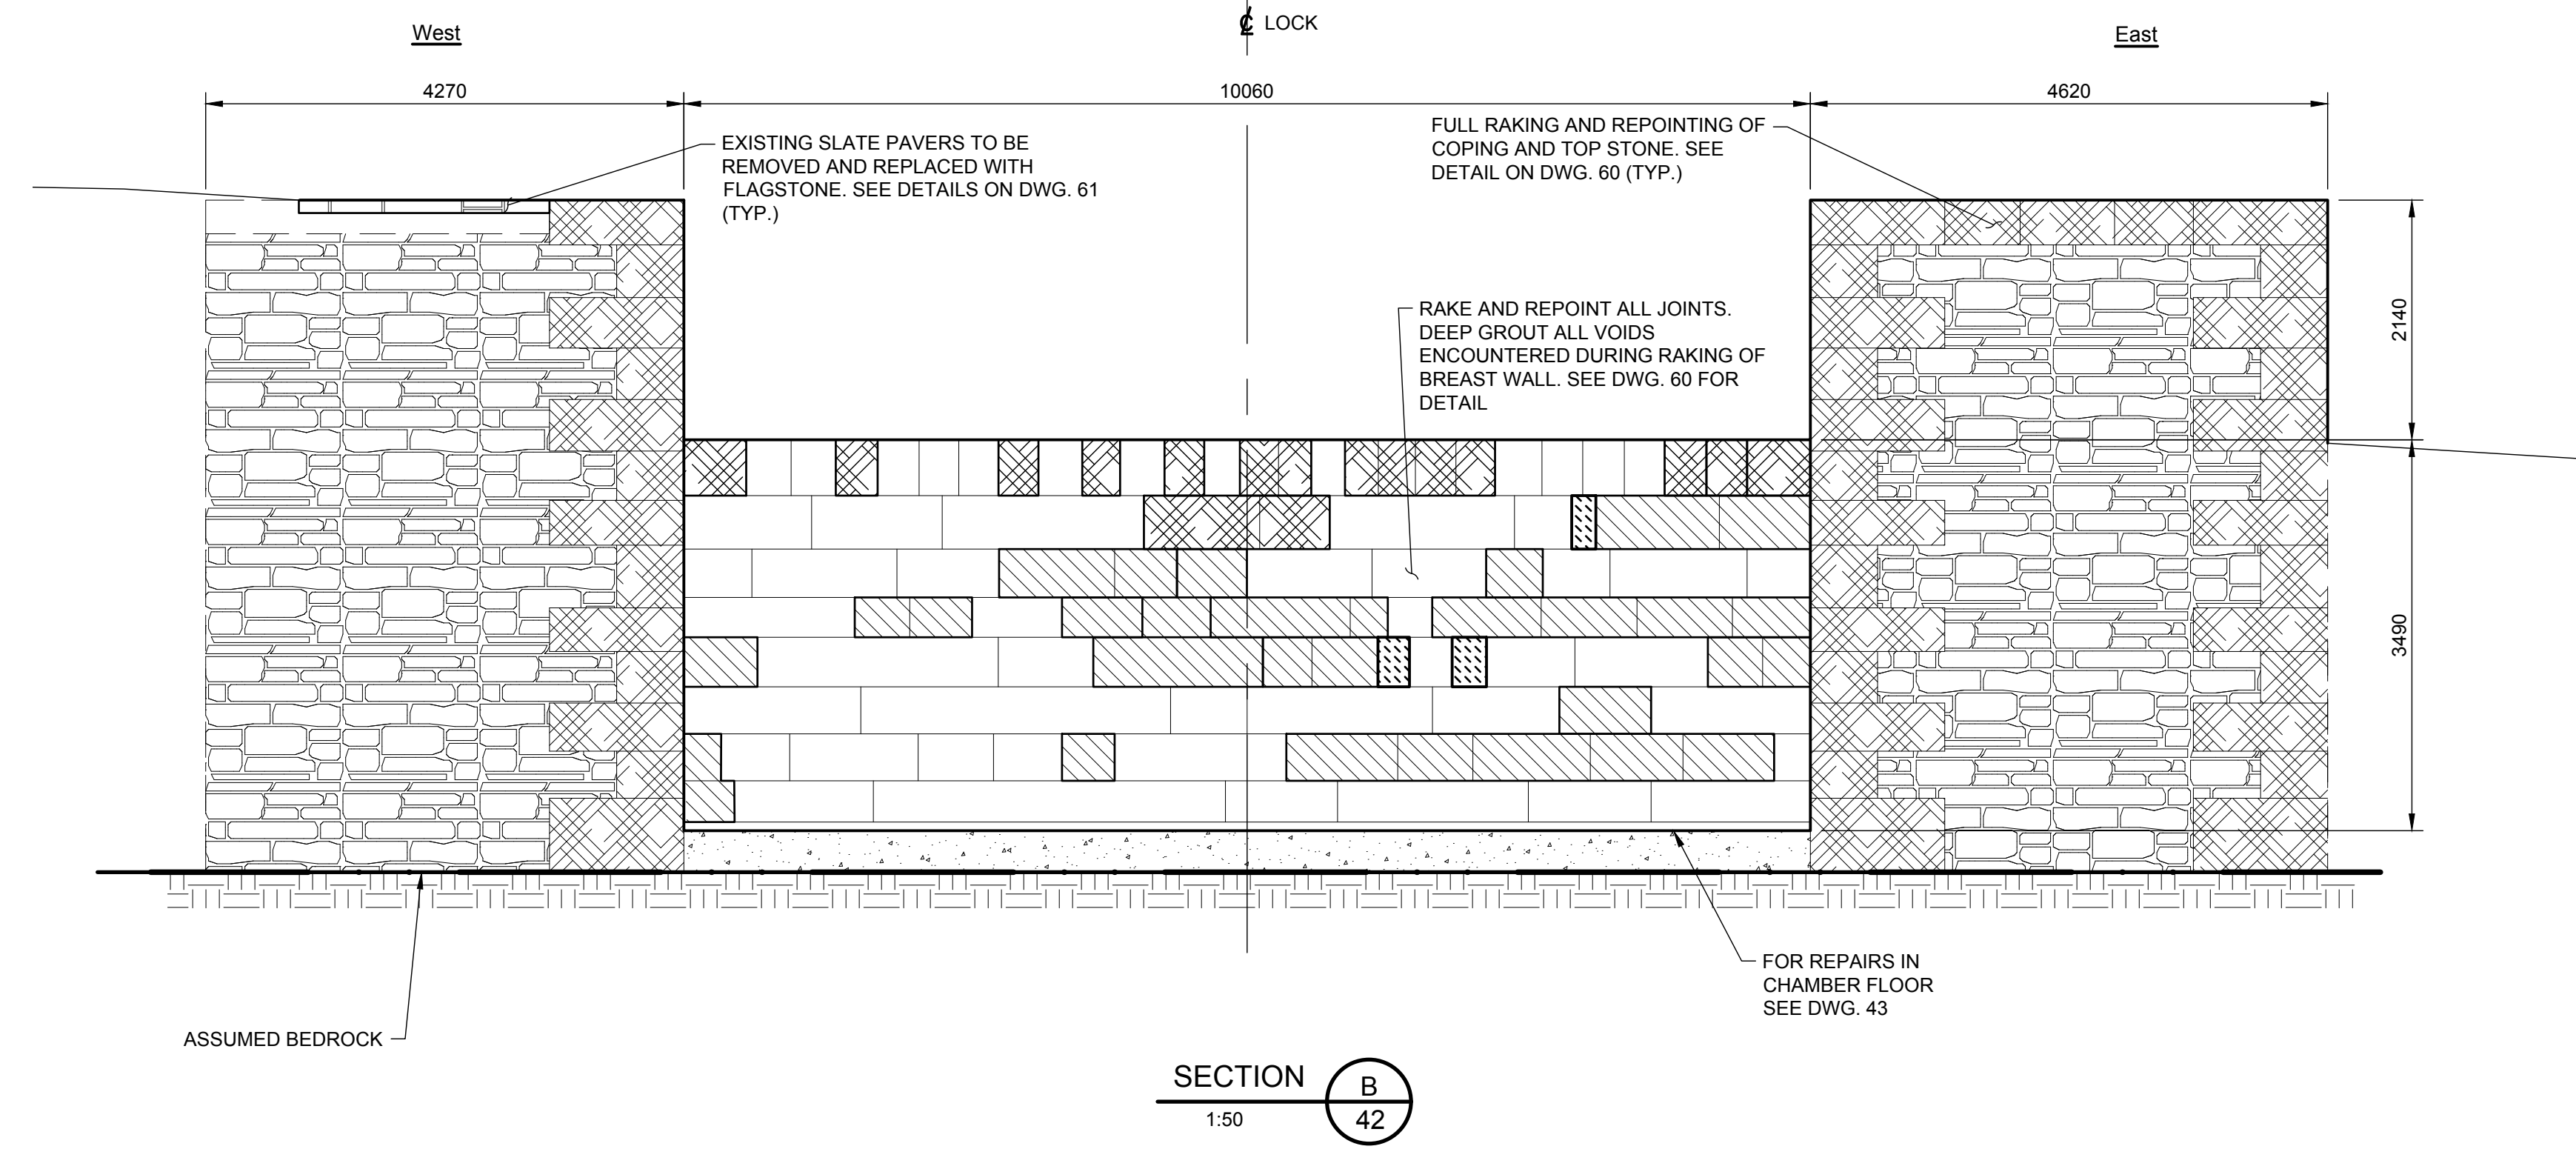 ℄ LOCK
West
East
4270
10060
4620
EXISTING SLATE PAVERS TO BE
REMOVED AND REPLACED WITH
FLAGSTONE. SEE DETAILS ON DWG. 61
(TYP.)
FULL RAKING AND REPOINTING OF
COPING AND TOP STONE. SEE
DETAIL ON DWG. 60 (TYP.)
RAKE AND REPOINT ALL JOINTS.
DEEP GROUT ALL VOIDS
ENCOUNTERED DURING RAKING OF
BREAST WALL. SEE DWG. 60 FOR
DETAIL
2140
3490
FOR REPAIRS IN
CHAMBER FLOOR
SEE DWG. 43
ASSUMED BEDROCK
SECTION
1:50
B
42